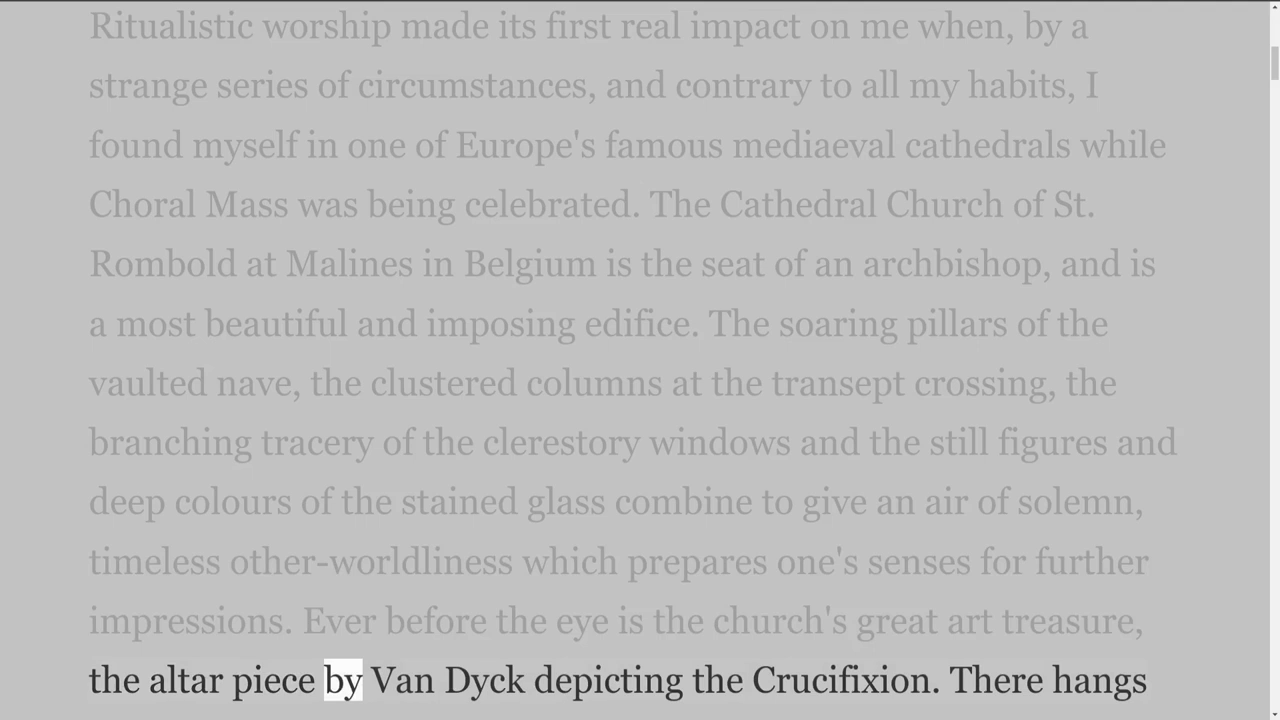 Ritualistic worship made its first real impact on me when, by a
strange series of circumstances, and contrary to all my habits, I
found myself in one of Europe's famous mediaeval cathedrals while
Choral Mass was being celebrated. The Cathedral Church of St.
Rombold at Malines in Belgium is the seat of an archbishop, and is
a most beautiful and imposing edifice. The soaring pillars of the
vaulted nave, the clustered columns at the transept crossing, the
branching tracery of the clerestory windows and the still figures and
deep colours of the stained glass combine to give an air of solemn,
timeless other-worldliness which prepares one's senses for further
impressions. Ever before the eye is the church's great art treasure,
the altar piece by Van Dyck depicting the Crucifixion. There hangs